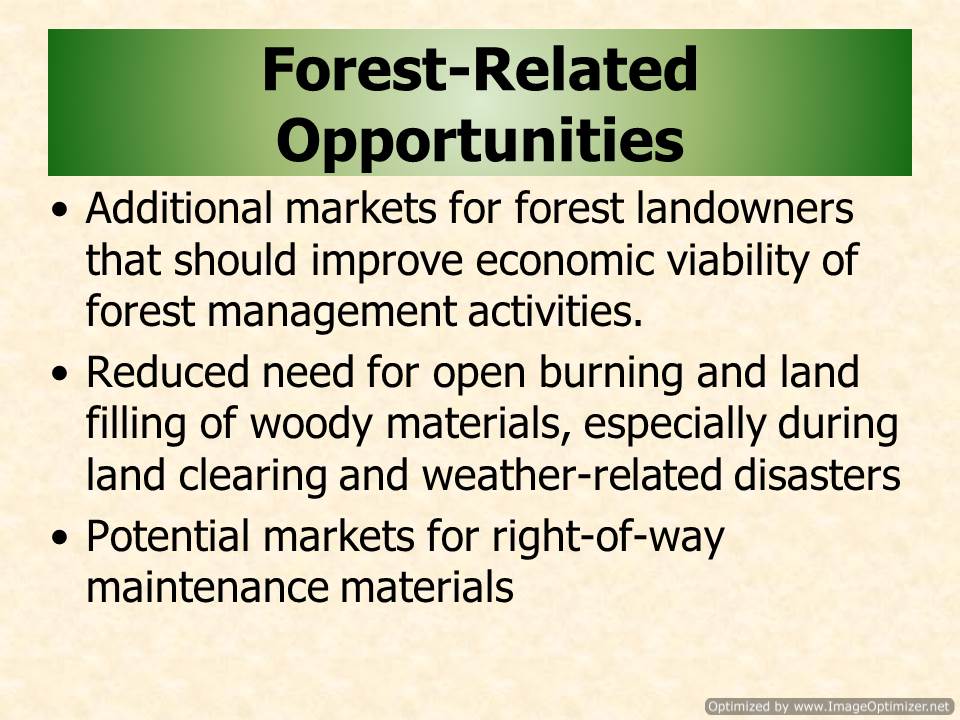 Forest-Related
Opportunities
• Additional markets for forest landowners
that should improve economic viability of
forest management activities.
• Reduced need for open burning and land
filling of woody materials, especially during
land clearing and weather-related disasters
• Potential markets for right-of-way
maintenance materials
Optimized by www.ImageOptimizer.net